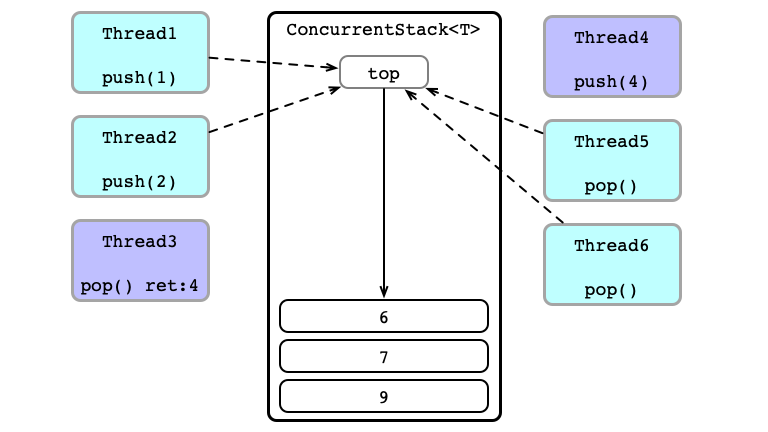 Thread1
push(1)
Thread2
push(2)
Thread3
pop() ret:4
ConcurrentStack<T>
top
6
7
9
Thread4
push(4)
Thread5
pop()
Thread6
pop()